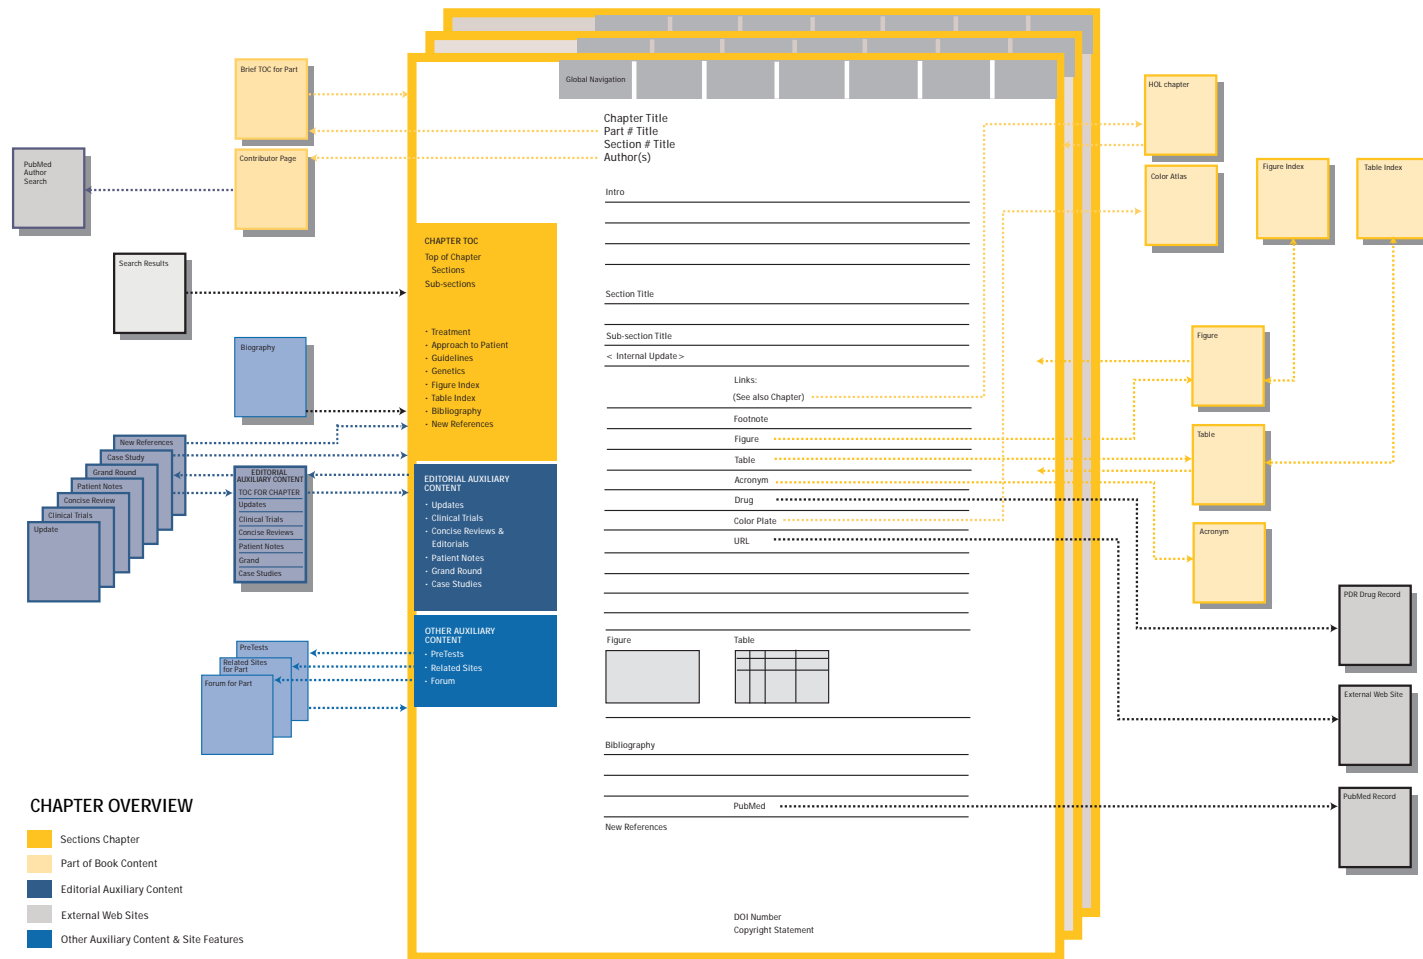 Brief TOC for Part
Contributor Page
PubMed
Author
Search
Search Results
Biography
New References
Case Study
Grand Round
Patient Notes
Concise Review
Clinical Trials
Update
EDITORIAL
AUXILIARY CONTENT
TOC FOR CHAPTER
Updates
Clinical Trials
Concise Reviews
Patient Notes
Grand
Case Studies
PreTests
Related Sites
for Part
Forum for Part
CHAPTER OVERVIEW
Sections Chapter
Part of Book Content
Editorial Auxiliary Content
External Web Sites
Other Auxiliary Content & Site Features
CHAPTER TOC
Top of Chapter
Sections
Sub-sections
· Treatment
· Approach to Patient
· Guidelines
· Genetics
· Figure Index
· Table Index
· Bibliography
· New References
EDITORIAL AUXILIARY
CONTENT
· Updates
· Clinical Trials
· Concise Reviews &
Editorials
· Patient Notes
· Grand Round
· Case Studies
OTHER AUXILIARY
CONTENT
· PreTests
· Related Sites
· Forum
Global Navigation
Chapter Title
Part # Title
Section # Title
Author(s)
Intro
Section Title
Sub-section Title
< Internal Update >
Links:
(See also Chapter)
Footnote
Figure
Table
Acronym
Drug
Color Plate
URL
Figure
Table
Bibliography
PubMed
New References
DOI Number
Copyright Statement
HOL chapter
Color Atlas
Figure Index
Table Index
Figure
Table
Acronym
PDR Drug Record
External Web Site
PubMed Record